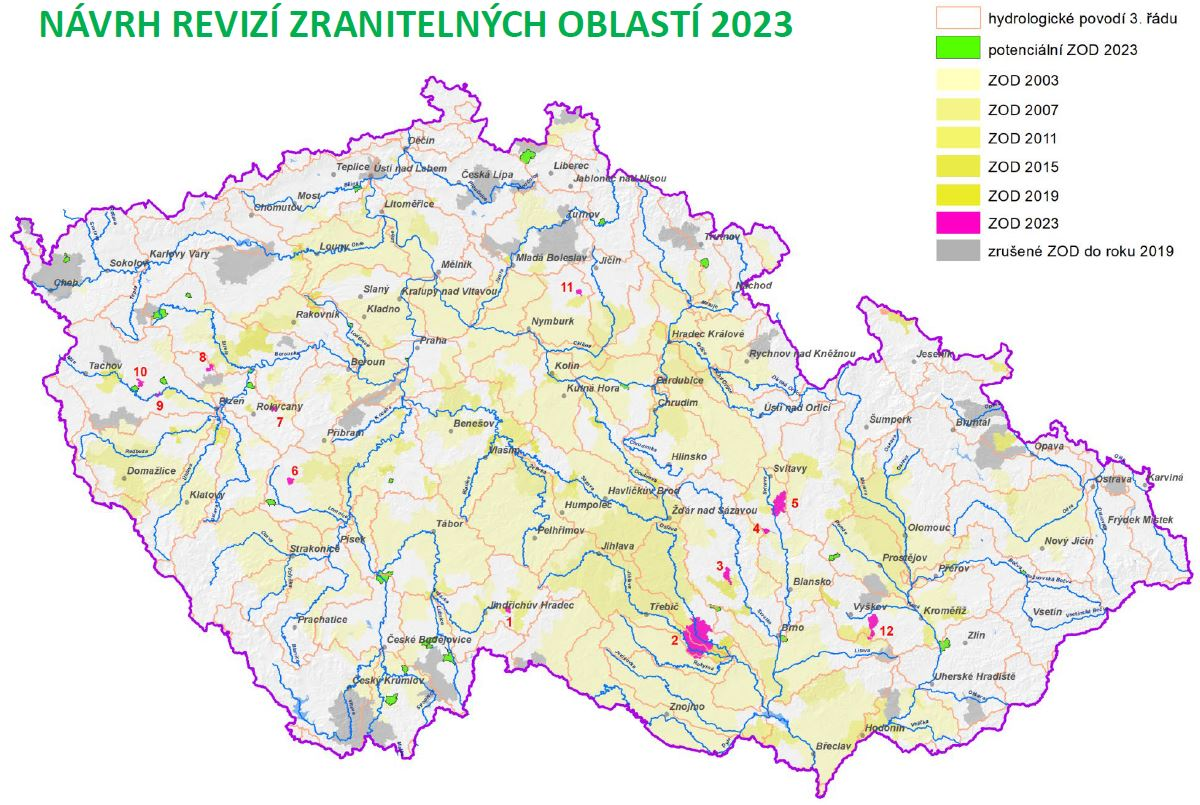 NÁVRH REVIZÍ ZRANITELNÝCH OBLASTÍ 2023
hydrologické povodí 3. řádu
potenciální ZOD 2023
ZOD 2003
ZOD 2007
ZOD 2011
ZOD 2015
ZOD 2019
ZOD 2023
zrušené ZOD do roku 2019
Děčín
Teplice
Ústí nad Labem
Česká Lípa
Liberec
Jablonec nad Nisou
Most
Chomutov
Litoměřice
Turnov
Trutnov
Karlovy Vary
Sokolov
Louny
Mělník
Mladá Boleslav
Jičín
Cheb
Náchod
Slaný
Kralupy nad Vltavou
11
Kladno
Rakovník
Nymburk
Hradec Králové
Praha
Beroun
Kolín
Rychnov nad Kněžnou
Jeseník
Tachov
8
10
Kutná Hora
Pardubice
Chrudim
Ústí nad Orlicí
9
Plzeň
Rokycany
7
Šumperk
Bruntál
Příbram
Benešov
Opava
Vlašim
Hlinsko
Domažlice
6
Svitavy
Ostrava
Karviná
Klatovy
Havlíčkův Brod
Humpolec
Žďár nad Sázavou
5
Frýdek Místek
Tábor
Pelhřimov
4
Olomouc
Písek
Strakonice
Jihlava
Nový Jičín
Prostějov
3
Přerov
Blansko
Jindřichův Hradec
1
Třebíč
Vyškov
Kroměříž
Vsetín
Prachatice
České Budějovice
2
Brno
12
Zlín
Český Krumlov
Uherské Hradiště
Znojmo
Hodonín
Břeclav